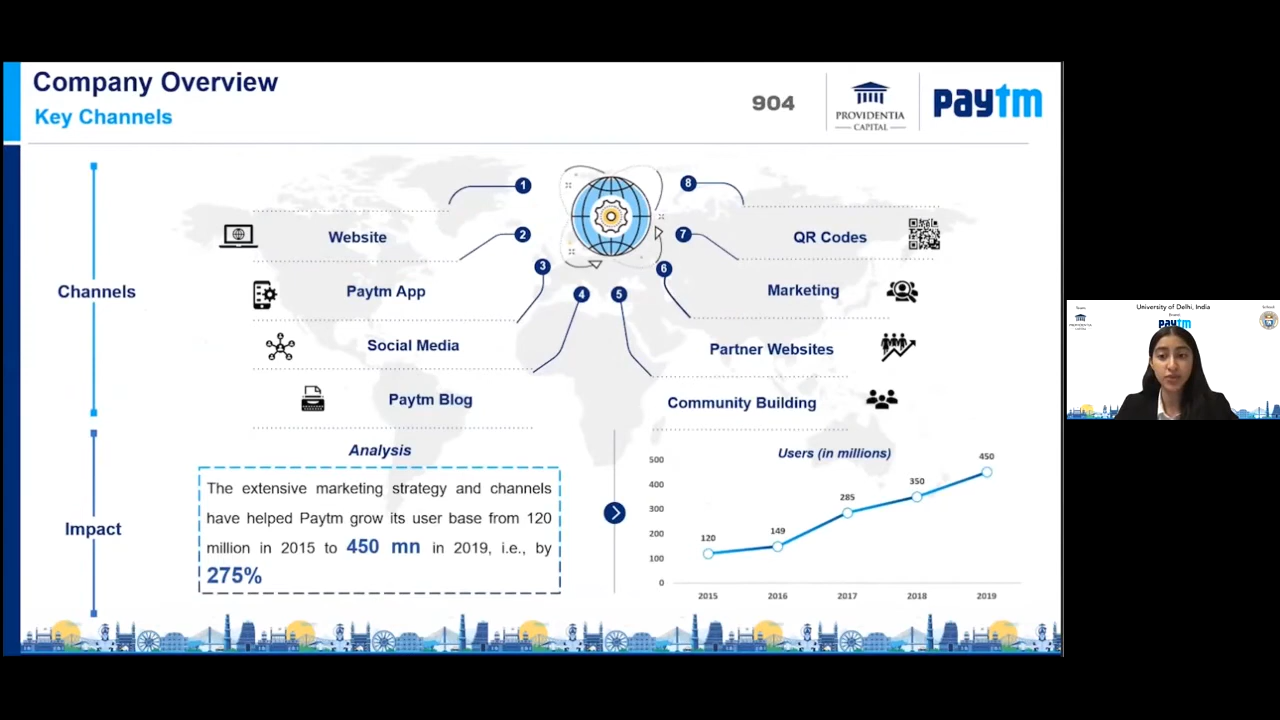 Company Overview
Key Channels
904
PROVIDENTIA
CAPITAL
paytm
Channels
1
Website
2
Paytm App
3
Social Media
4
Paytm Blog
8
QR Codes
7
Marketing
6
Partner Websites
5
Community Building
Impact
Analysis
The extensive marketing strategy and channels
have helped Paytm grow its user base from 120
million in 2015 to 450 mn in 2019, i.e., by
275%
Users (in millions)
500
400
300
200
100
0
120
149
285
350
450
2015
2016
2017
2018
2019
University of Delhi, India
paytm
PROVIDENTIA